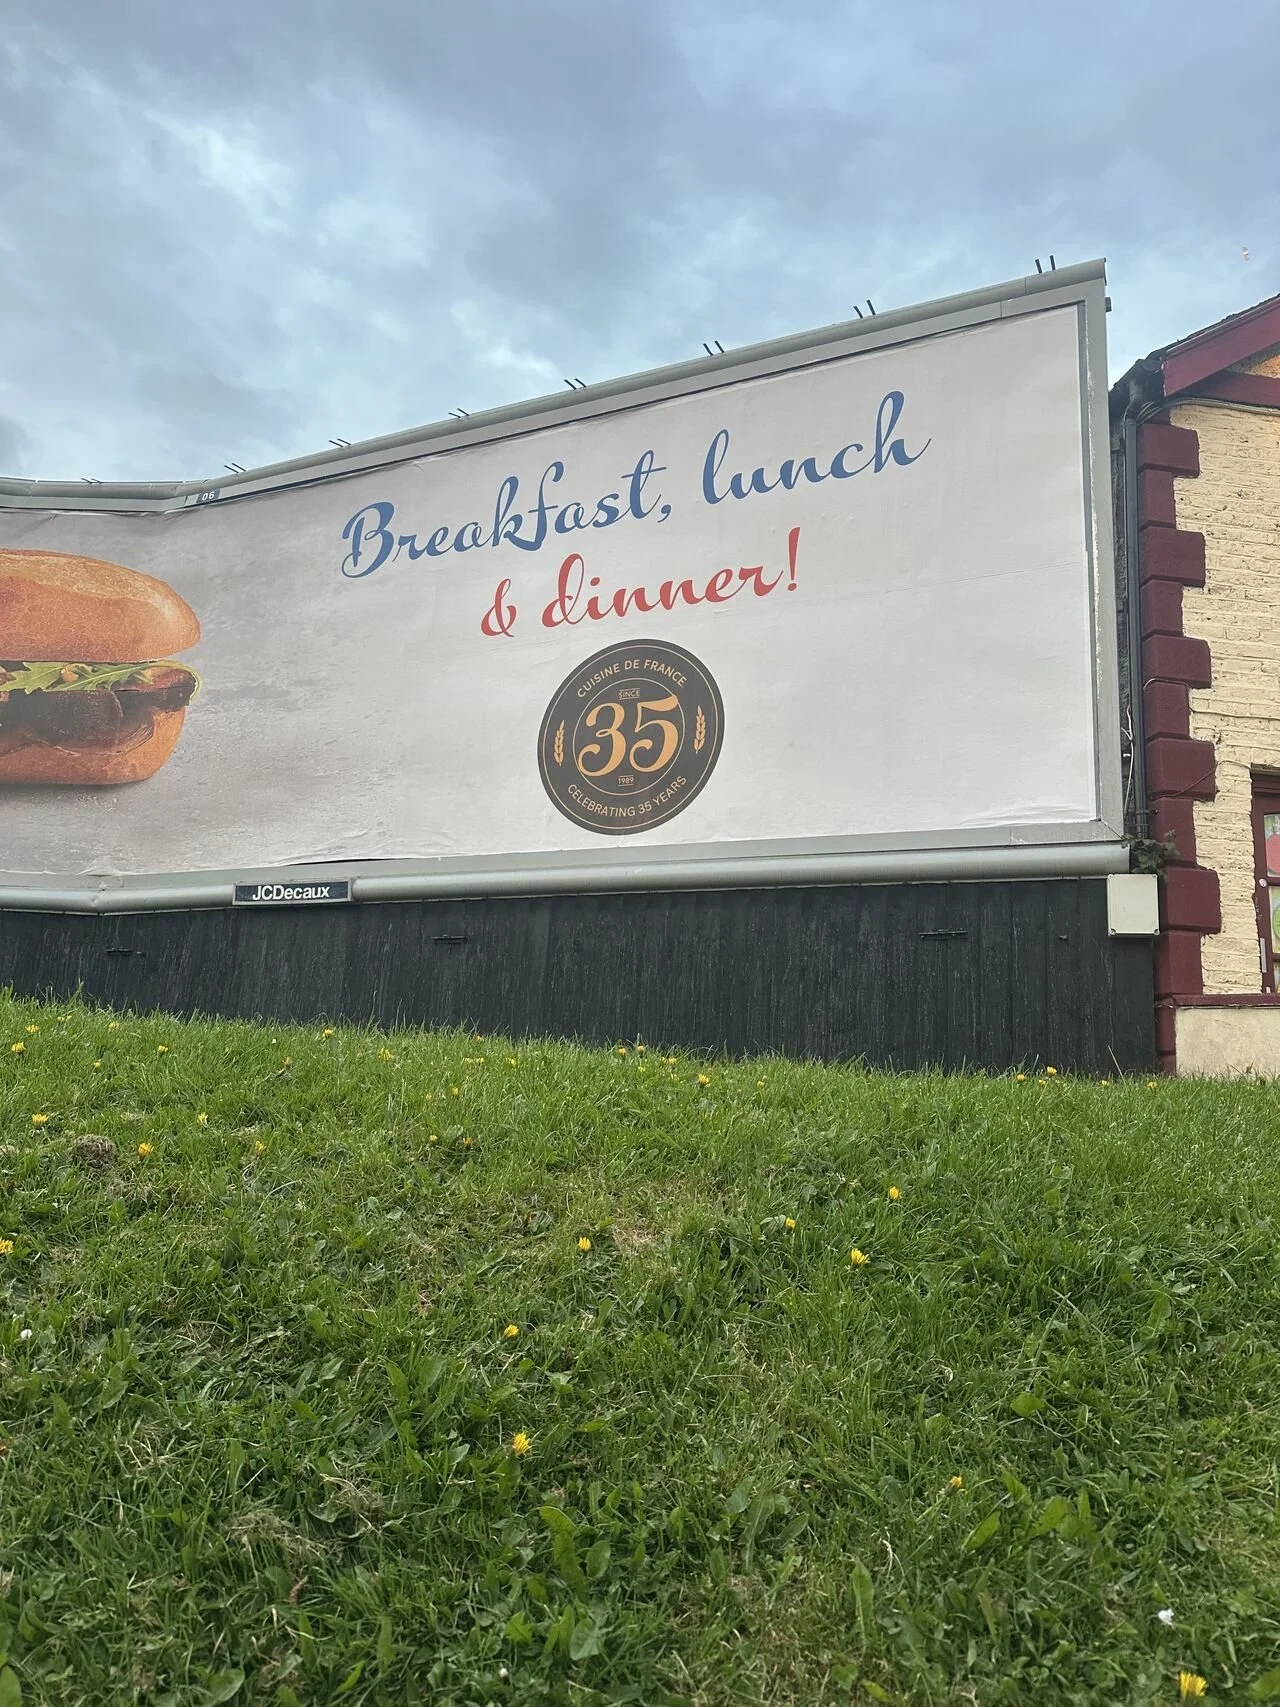 06
Breakfast, lunch
& dinner!
CUISINE DE FRANCE
SINCE
35
1989
CELEBRATING 35 YEARS
JCDecaux